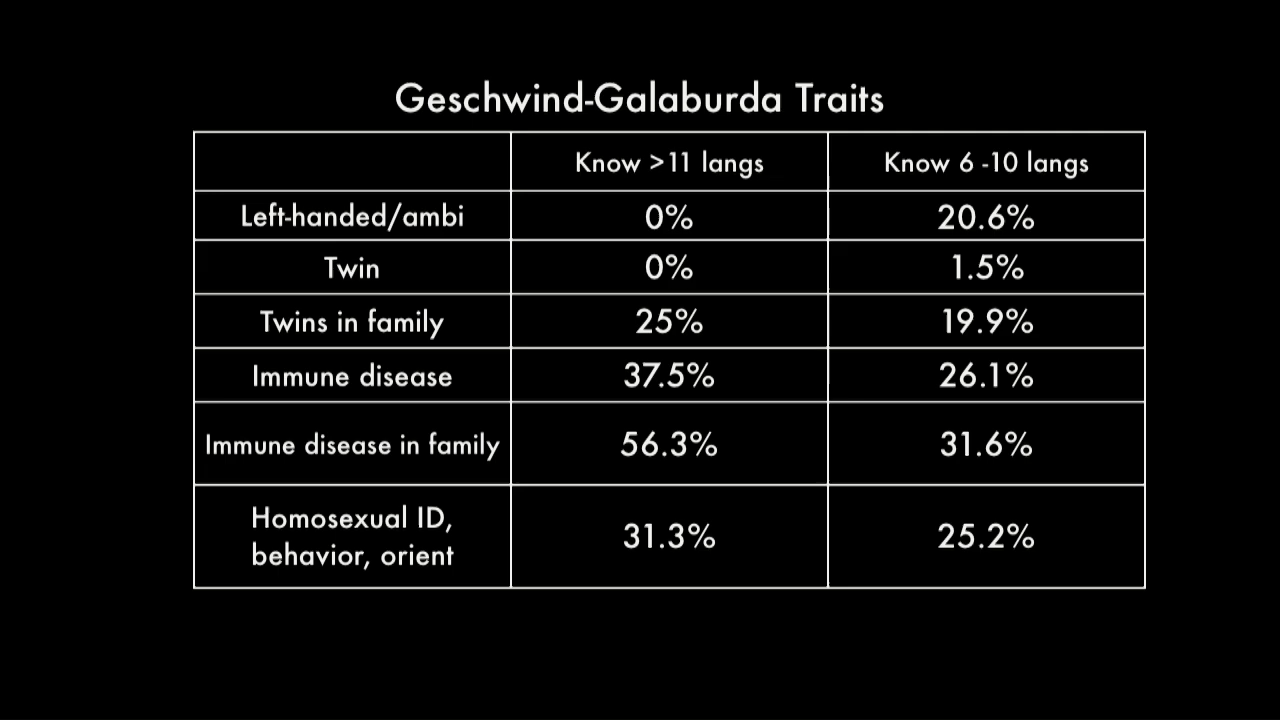 Geschwind-Galaburda Traits
Know >11 langs Know 6 -10 langs
Left-handed/ambi 0% 20.6%
Twin 0% 1.5%
Twins in family 25% 19.9%
Immune disease 37.5% 26.1%
Immune disease in family 56.3% 31.6%
Homosexual ID,
behavior, orient 31.3% 25.2%